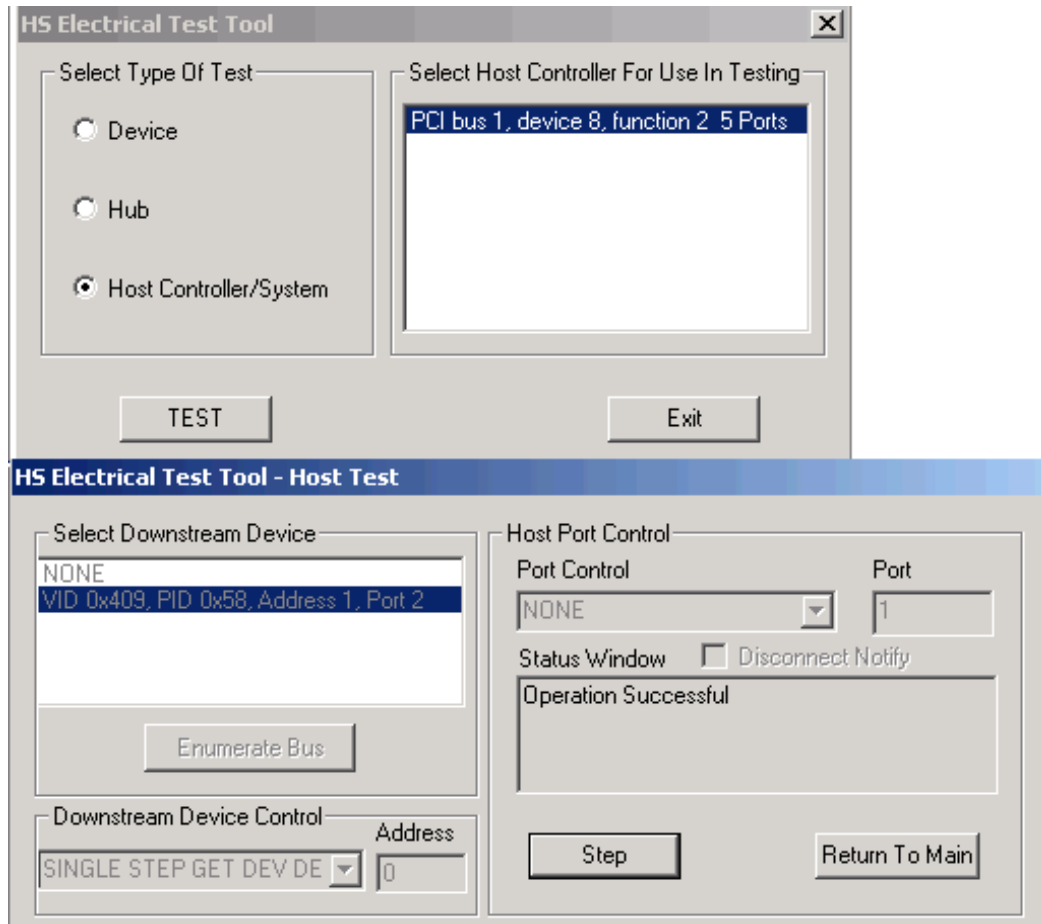 HS Electrical Test Tool
Select Type Of Test
Device
Hub
Host Controller/System
Select Host Controller For Use In Testing
PCI bus 1, device 8, function 2 5 Ports
TEST
Exit
HS Electrical Test Tool - Host Test
Select Downstream Device
NONE
VID 0x409, PID 0x58, Address 1, Port 2
Enumerate Bus
Downstream Device Control
Address
SINGLE STEP GET DEV DE
0
Host Port Control
Port Control
Port
NONE
1
Status Window
Disconnect Notify
Operation Successful
Step
Return To Main